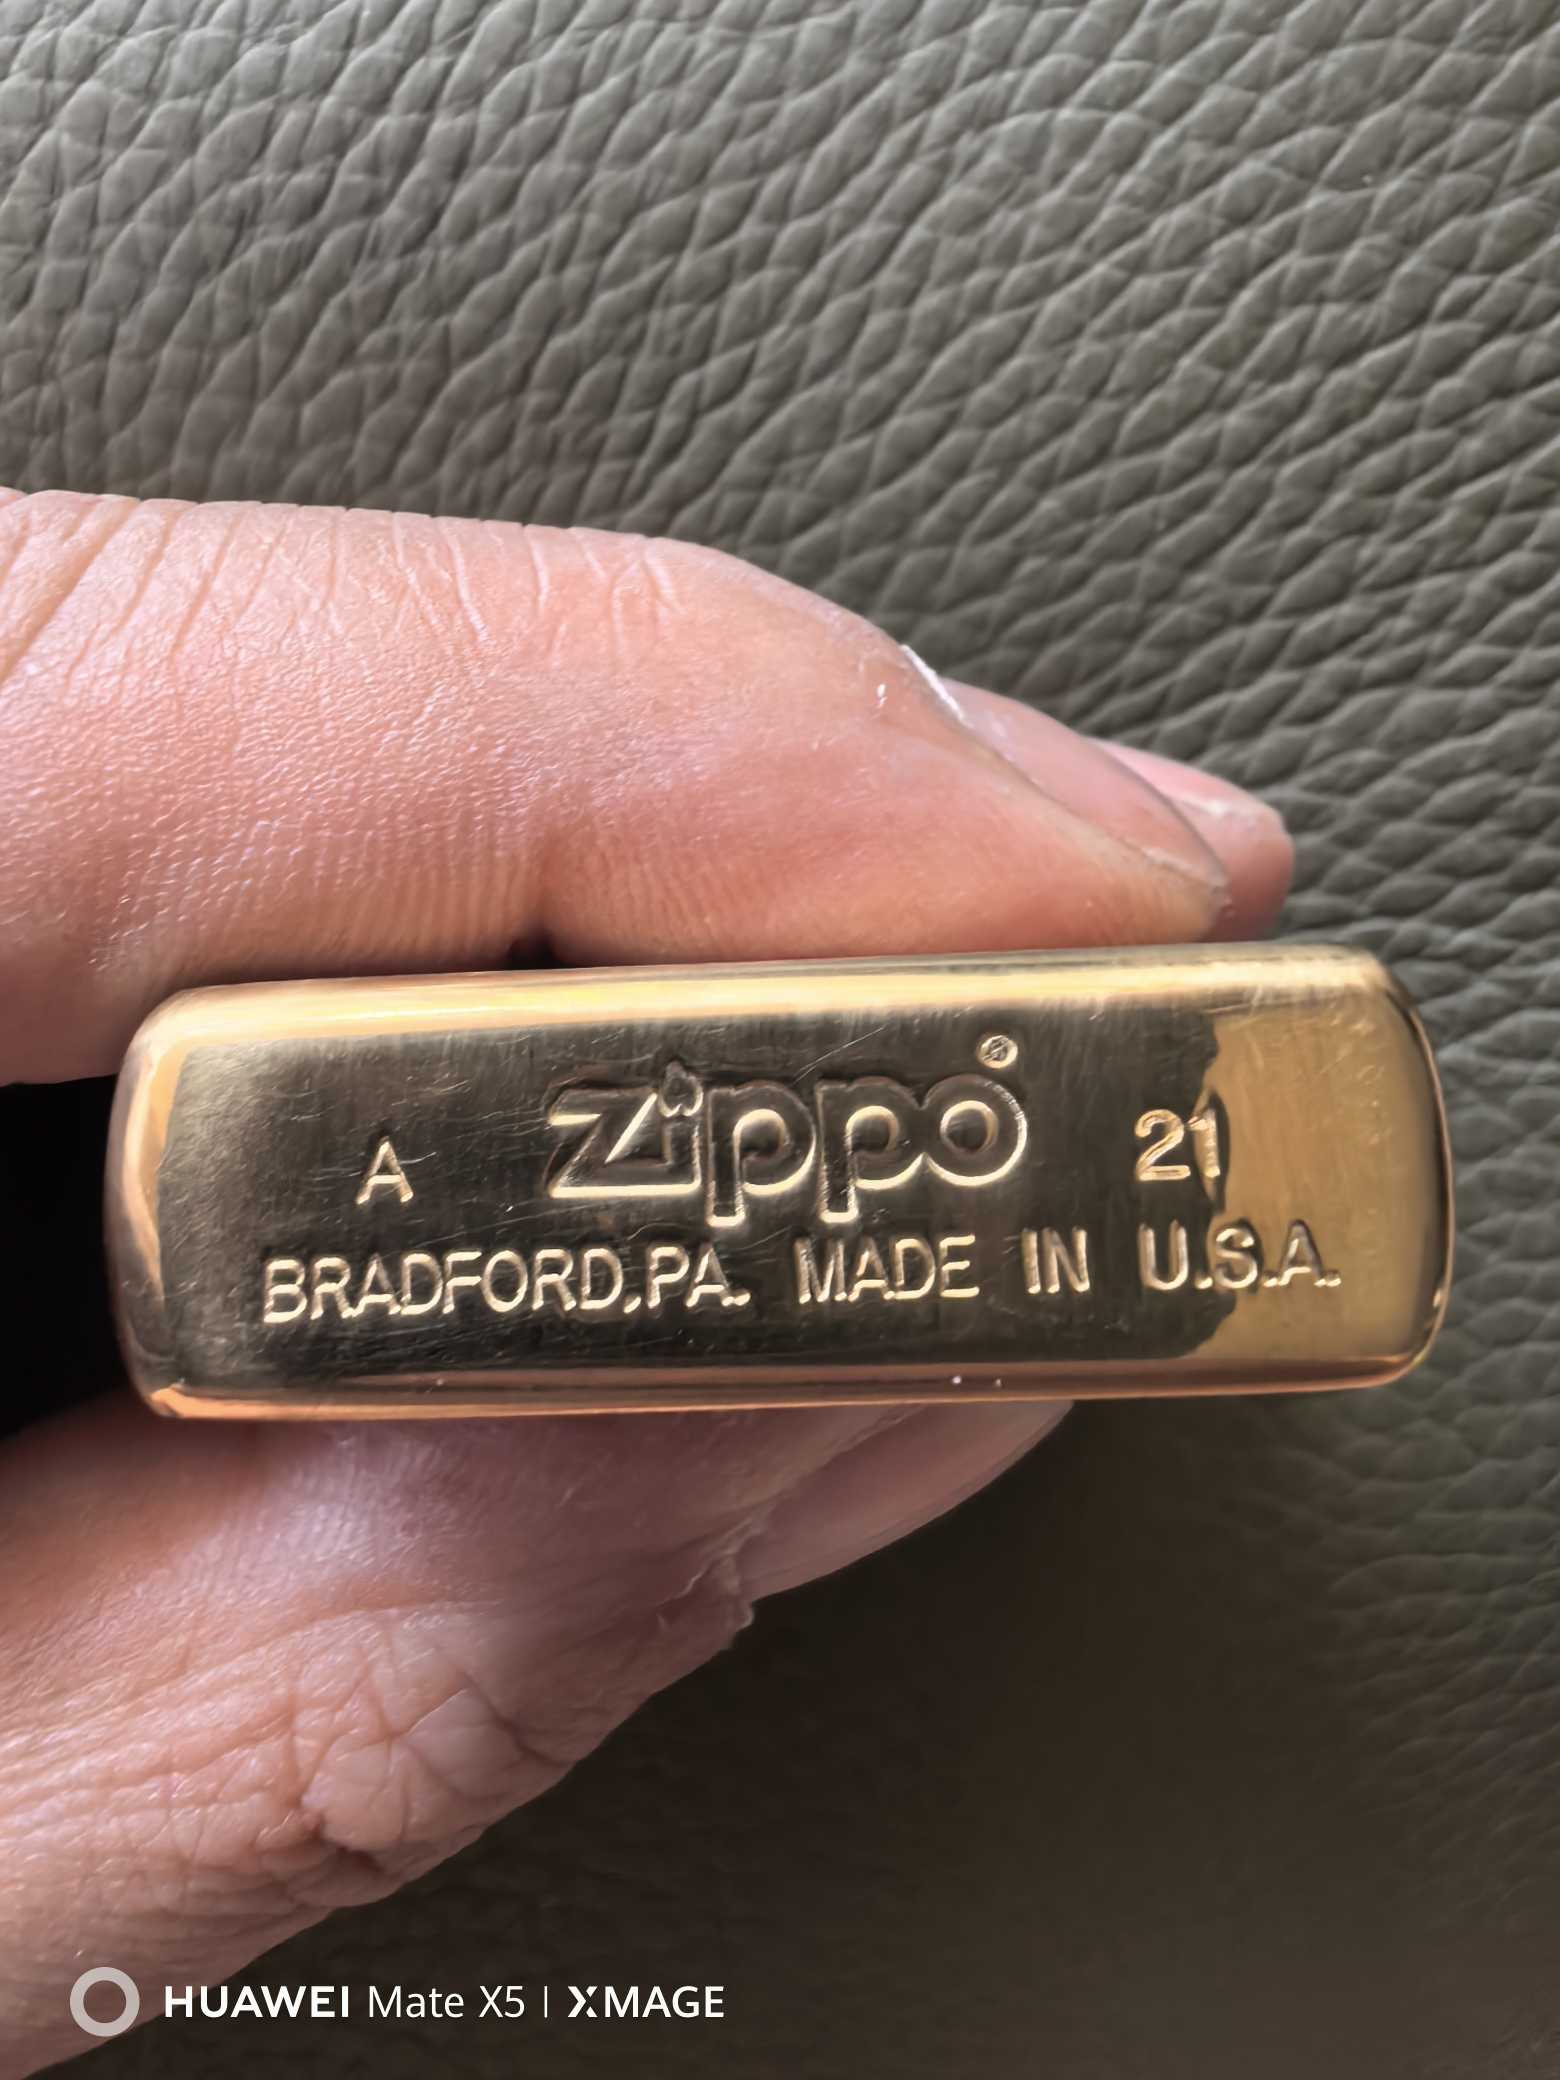 A Zippo® 21
BRADFORD,PA. MADE IN U.S.A.
HUAWEI Mate X5 | XMAGE